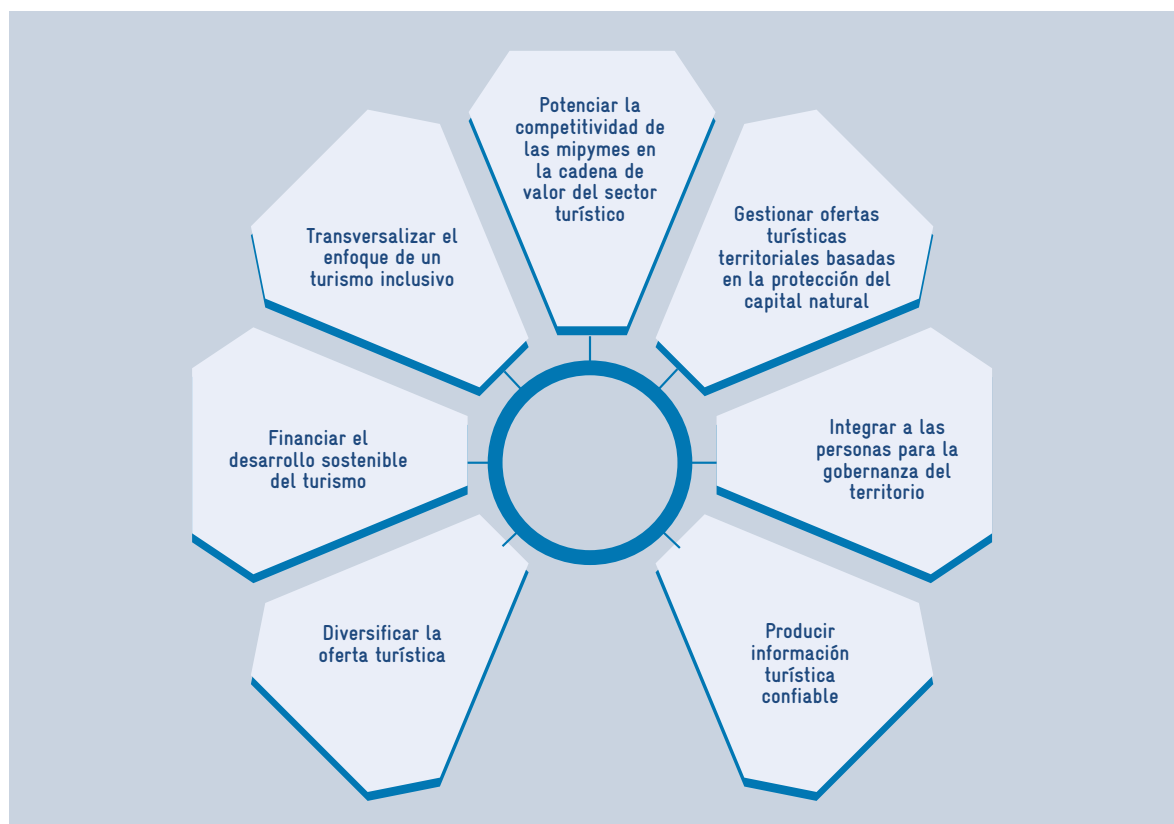 Potenciar la
competitividad de
las mipymes en
la cadena de
valor del sector
turístico
Gestionar ofertas
turísticas
territoriales basadas
en la protección del
capital natural
Integrar a las
personas para la
gobernanza del
territorio
Producir
información
turística
confiable
Diversificar la
oferta turística
Financiar el
desarrollo sostenible
del turismo
Transversalizar el
enfoque de un
turismo inclusivo